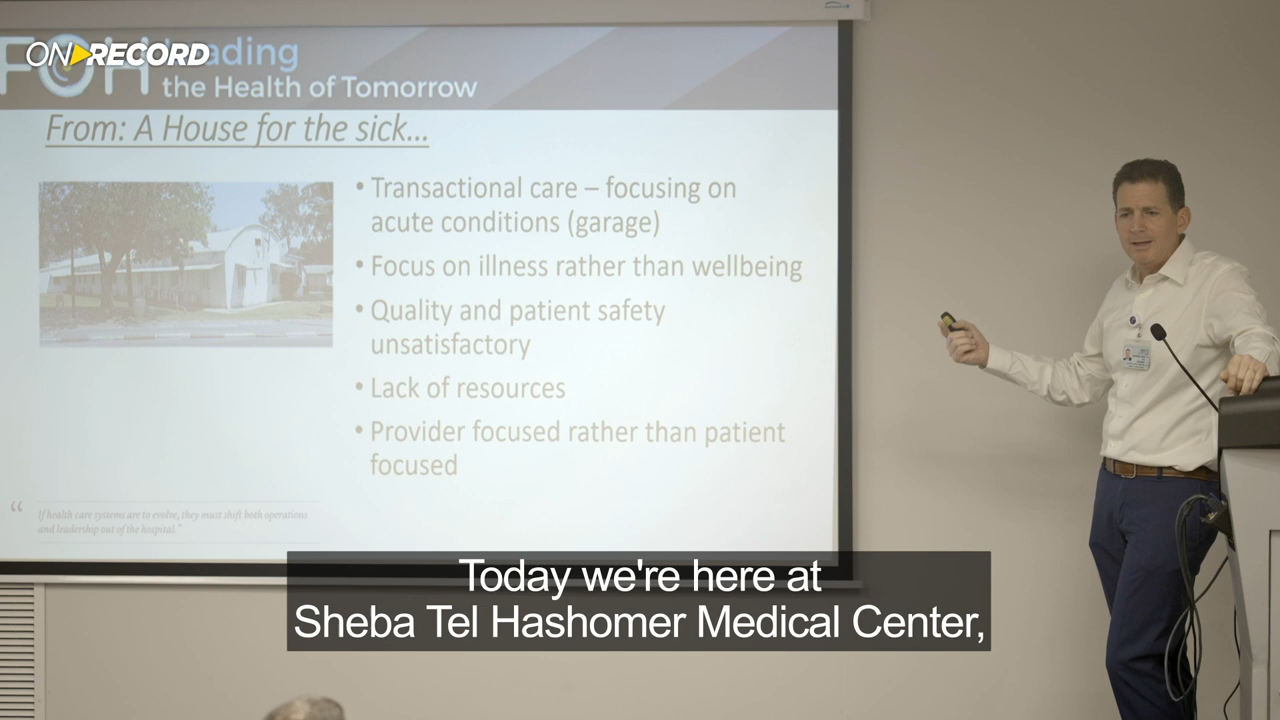 ON RECORD
FOH Leading
the Health of Tomorrow
From: A House for the sick...
• Transactional care – focusing on
acute conditions (garage)
• Focus on illness rather than wellbeing
• Quality and patient safety
unsatisfactory
• Lack of resources
• Provider focused rather than patient
focused
“ If health care systems are to evolve, they must shift both operations
and leadership out of the hospital.”
Today we're here at
Sheba Tel Hashomer Medical Center,